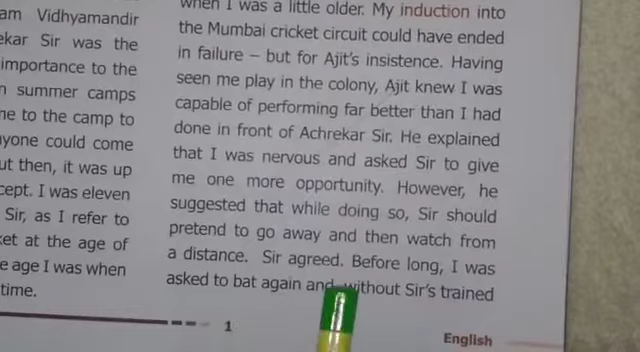 am Vidhyamandir
ekar Sir was the
importance to the
n summer camps
me to the camp to
nyone could come
ut then, it was up
cept. I was eleven
Sir, as I refer to
ket at the age of
e age I was when
time.
when I was a little older. My induction into
the Mumbai cricket circuit could have ended
in failure – but for Ajit's insistence. Having
seen me play in the colony, Ajit knew I was
capable of performing far better than I had
done in front of Achrekar Sir. He explained
that I was nervous and asked Sir to give
me one more opportunity. However, he
suggested that while doing so, Sir should
pretend to go away and then watch from
a distance. Sir agreed. Before long, I was
asked to bat again and, without Sir's trained
1
English